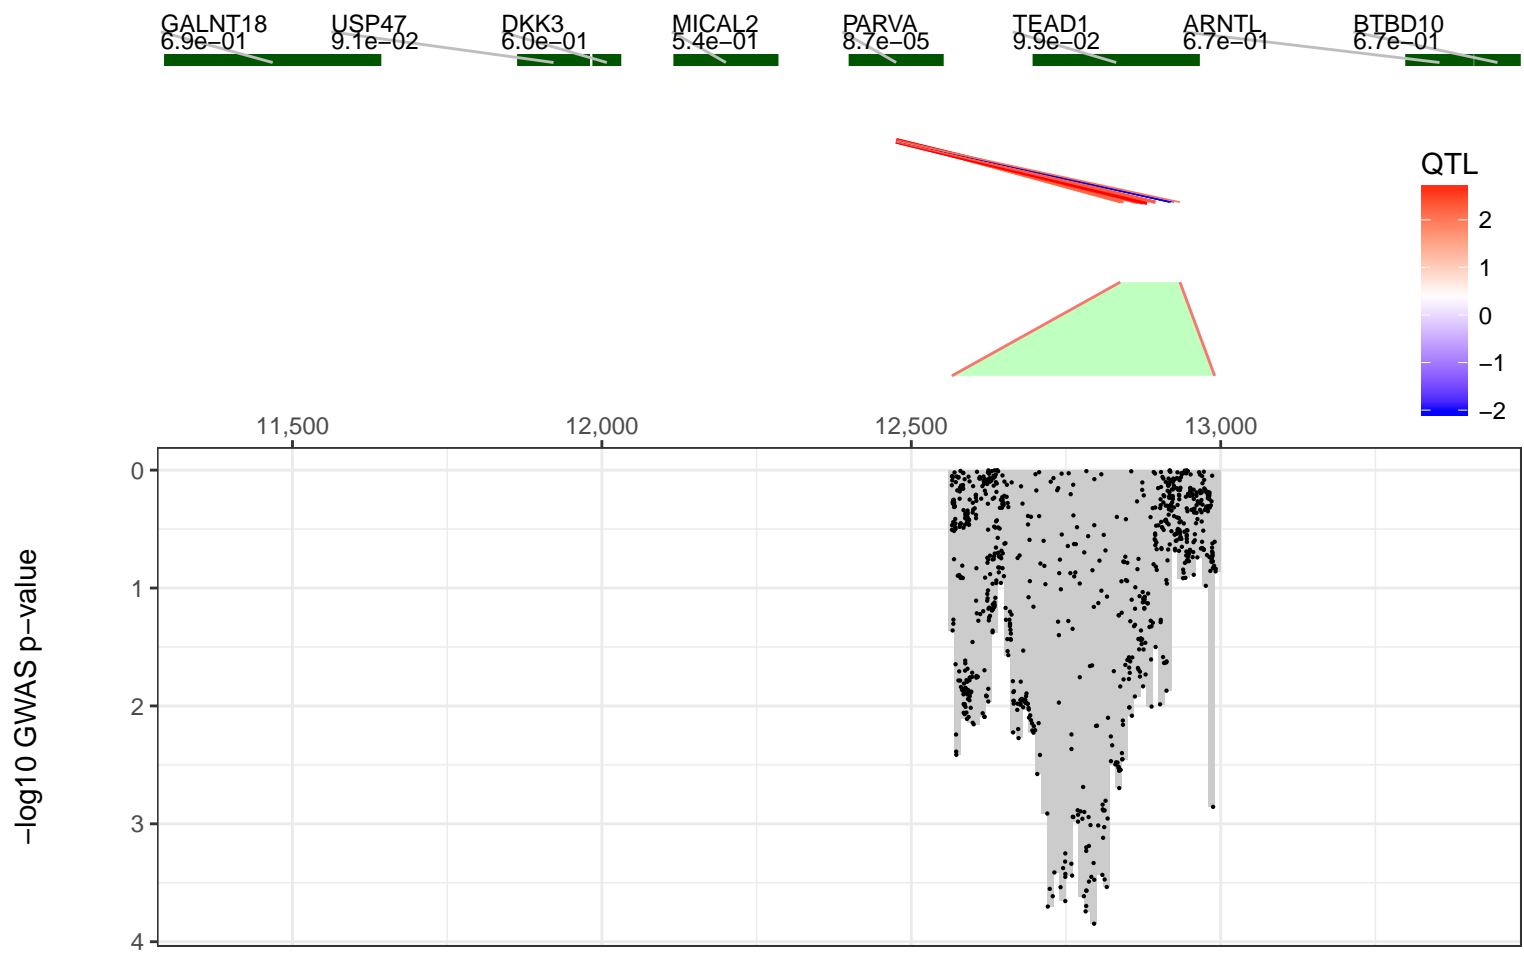 GALNT18 USP47 DKK3 MICAL2 PARVA TEAD1 ARNTL BTBD10
6.9e−01 9.1e−02 6.0e−01 5.4e−01 8.7e−05 9.9e−02 6.7e−01 6.7e−01
QTL
2
1
0
−1
−2
11,500 12,000 12,500 13,000
0
1
2
3
4
−log10 GWAS p−value